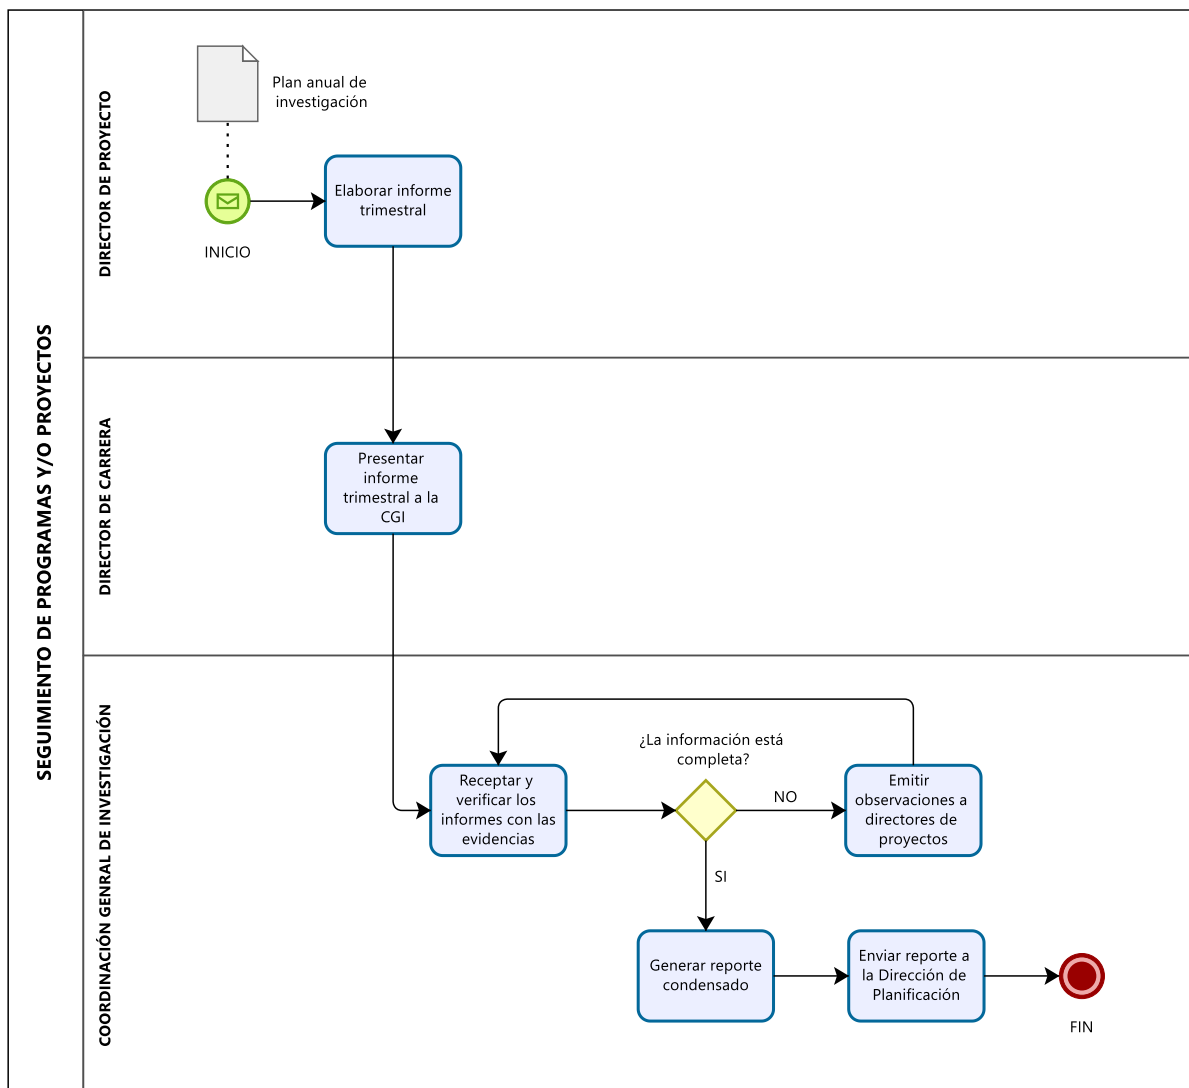 SEGUIMIENTO DE PROGRAMAS Y/O PROYECTOS
DIRECTOR DE PROYECTO
Plan anual de
investigación
INICIO
Elaborar informe
trimestral
DIRECTOR DE CARRERA
Presentar
informe
trimestral a la
CGI
COORDINACIÓN GENRAL DE INVESTIGACIÓN
Receptar y
verificar los
informes con las
evidencias
¿La información está
completa?
NO
Emitir
observaciones a
directores de
proyectos
SI
Generar reporte
condensado
Enviar reporte a
la Dirección de
Planificación
FIN